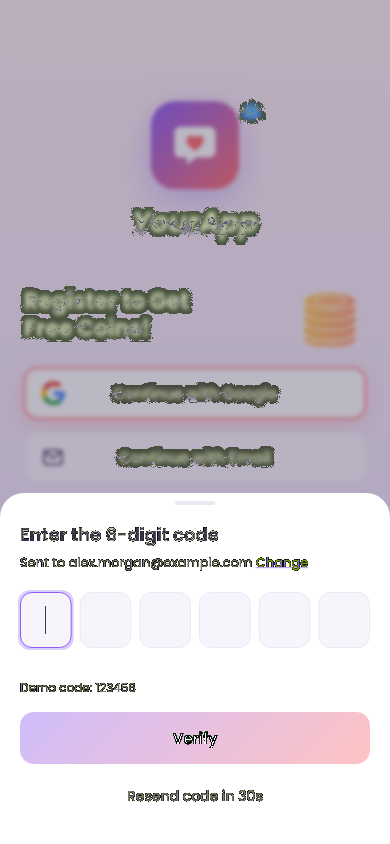 YourApp
Register to Get
Free Coins!
Continue with Google
Continue with Email
Enter the 6-digit code
Sent to alex.morgan@example.com Change
Demo code: 123456
Verify
Resend code in 30s